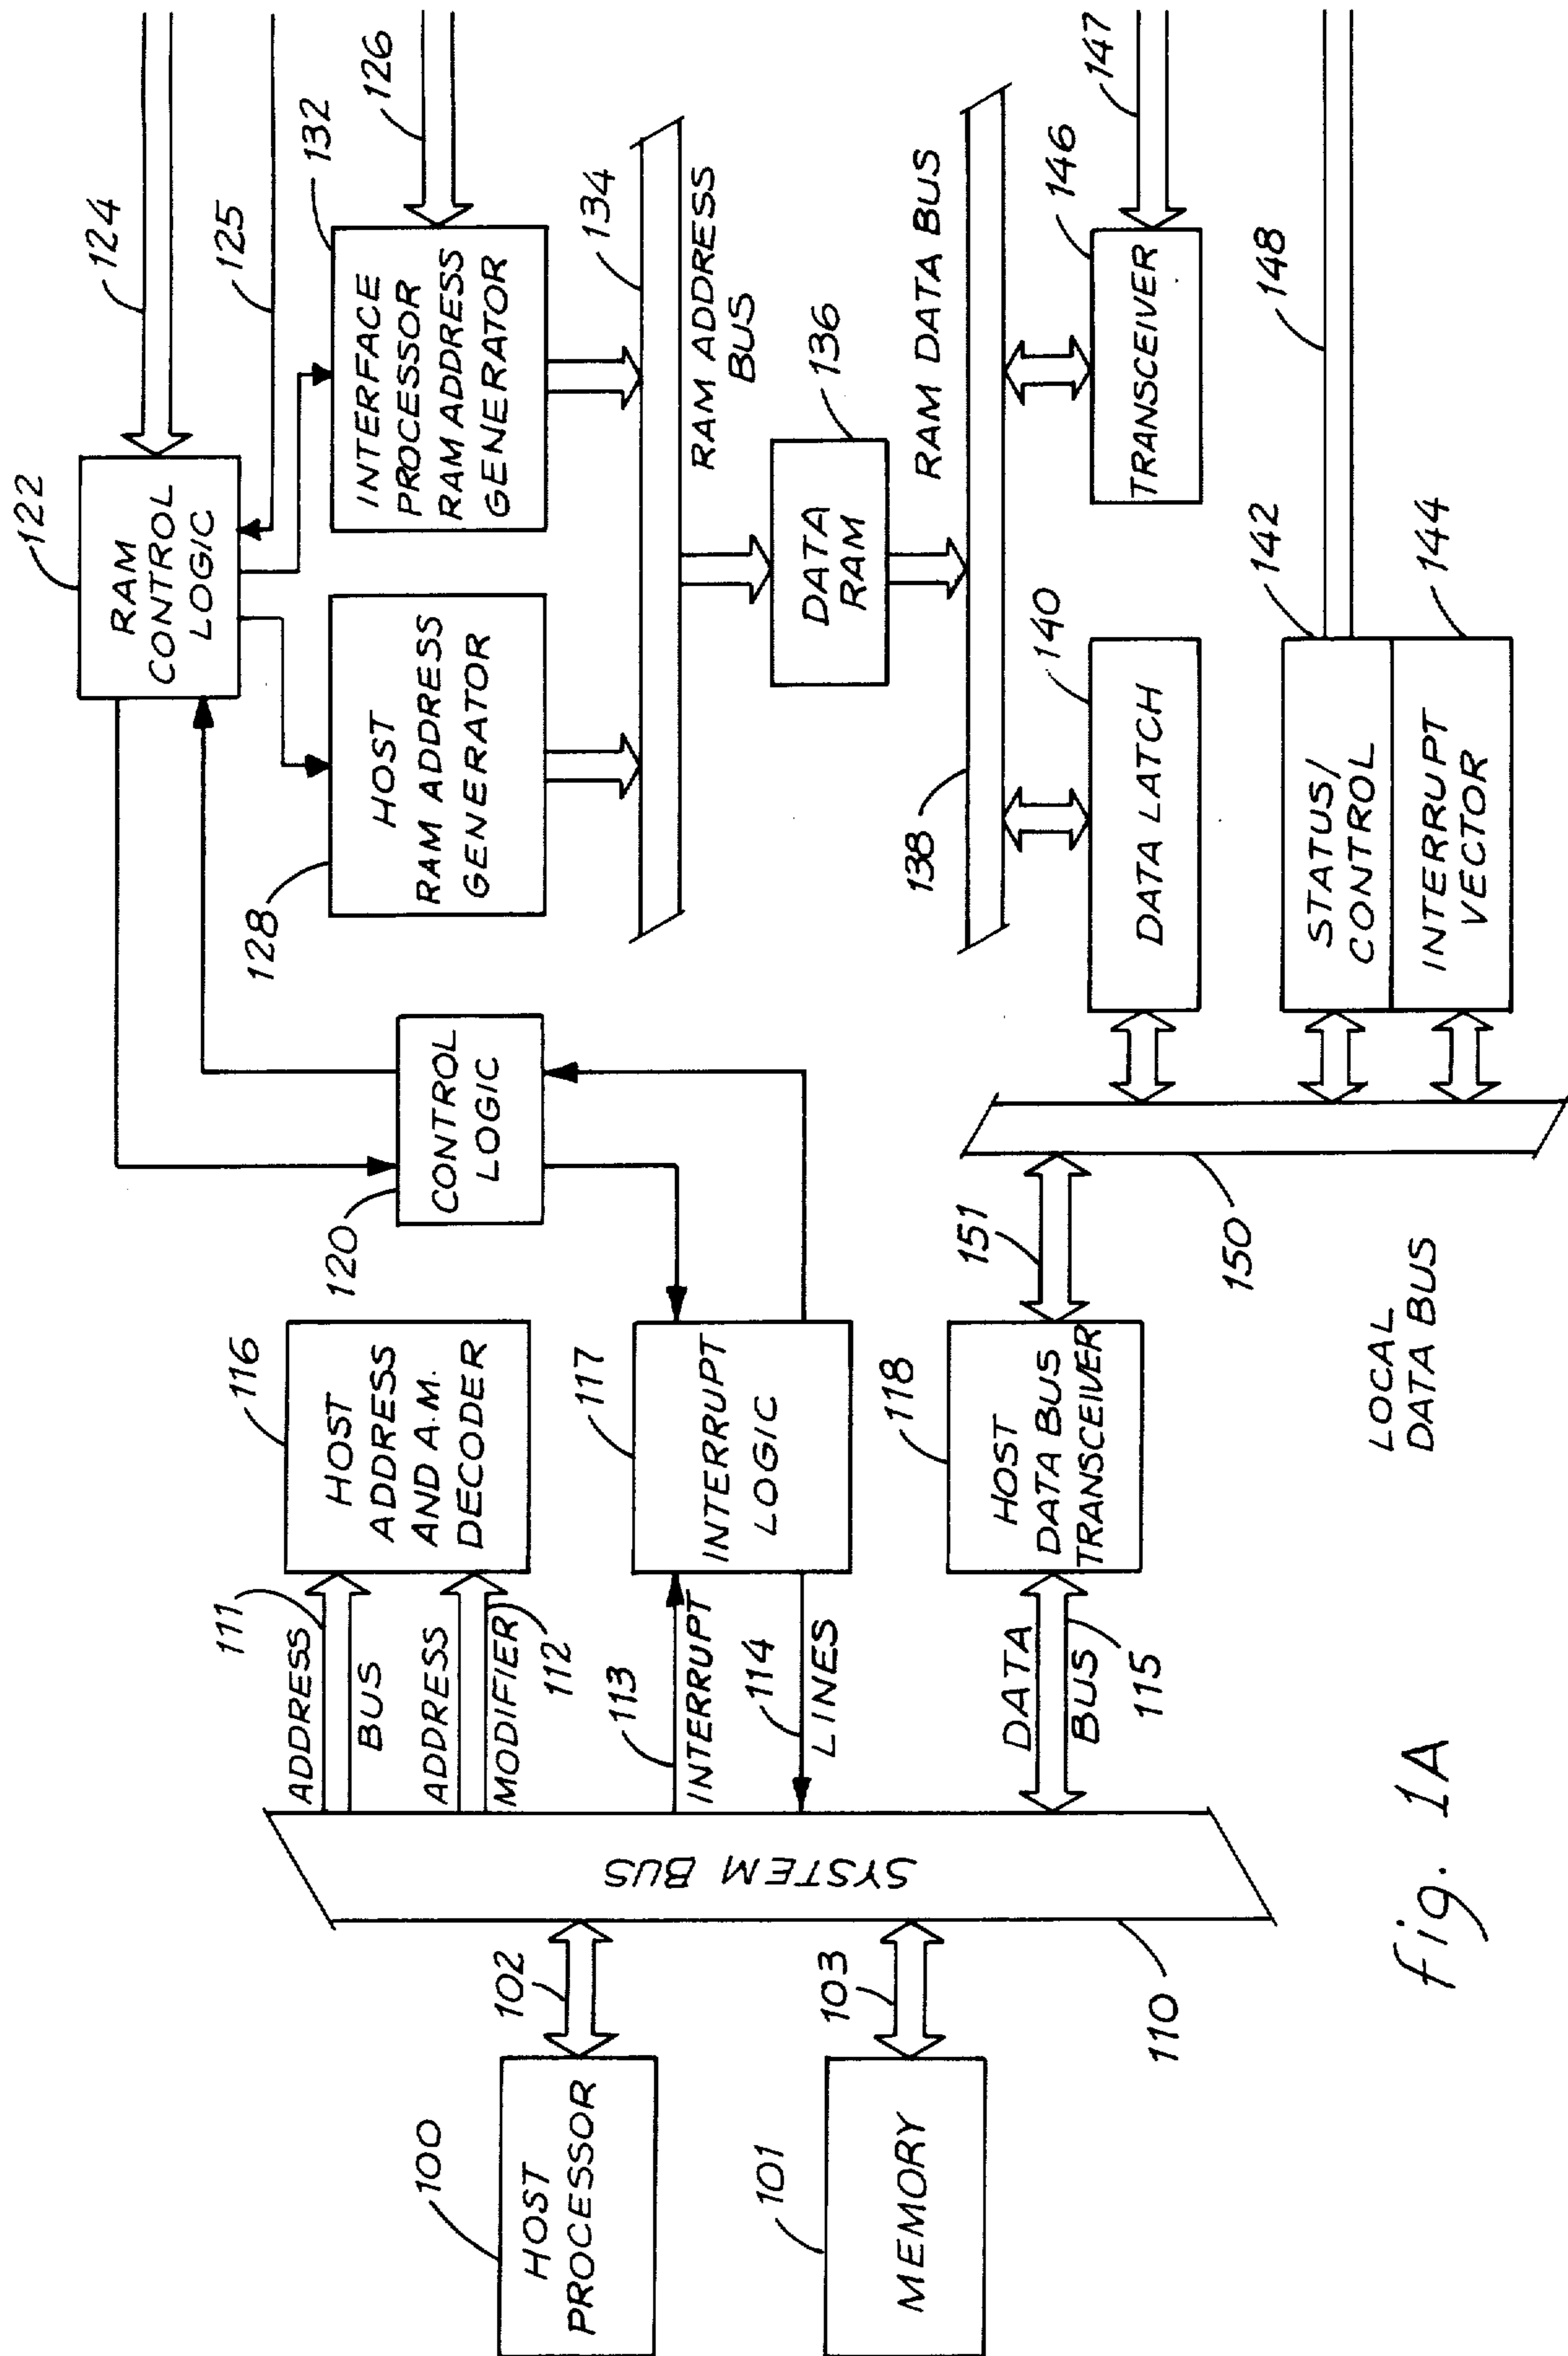 100
HOST
PROCESSOR
102
101
MEMORY
103
110
SYSTEM BUS
111
ADDRESS
BUS
ADDRESS
MODIFIER
112
113
INTERRUPT
114
LINES
DATA
BUS
115
116
HOST
ADDRESS
AND A.M.
DECODER
117
INTERRUPT
LOGIC
118
HOST
DATA BUS
TRANSCEIVER
120
CONTROL
LOGIC
151
150
LOCAL
DATA BUS
122
RAM
CONTROL
LOGIC
124
125
128
HOST
RAM ADDRESS
GENERATOR
132
INTERFACE
PROCESSOR
RAM ADDRESS
GENERATOR
126
134
RAM ADDRESS
BUS
136
DATA
RAM
138
RAM DATA BUS
140
DATA LATCH
146
TRANSCEIVER
147
142
STATUS/
CONTROL
148
144
INTERRUPT
VECTOR
fig. 1A